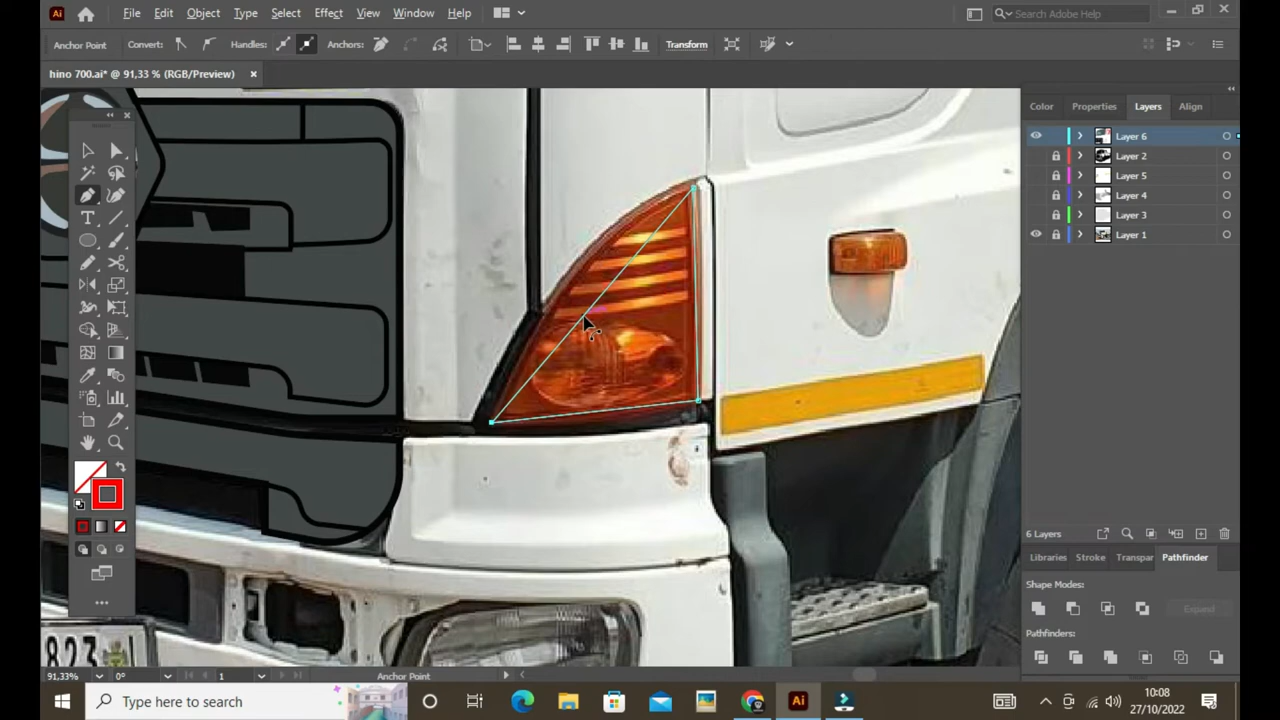 Ai File Edit Object Type Select Effect View Window Help Search Adobe Help
Anchor Point Convert: Handles: Anchors: Transform
hino 700.ai* @ 91,33 % (RGB/Preview)
Color Properties Layers Align
Layer 6
Layer 2
Layer 5
Layer 4
Layer 3
Layer 1
6 Layers
Libraries Stroke Transpar Pathfinder
Shape Modes:
Expand
Pathfinders:
823
91,33% 0° 1 Anchor Point
Type here to search
Ai
10:08
27/10/2022